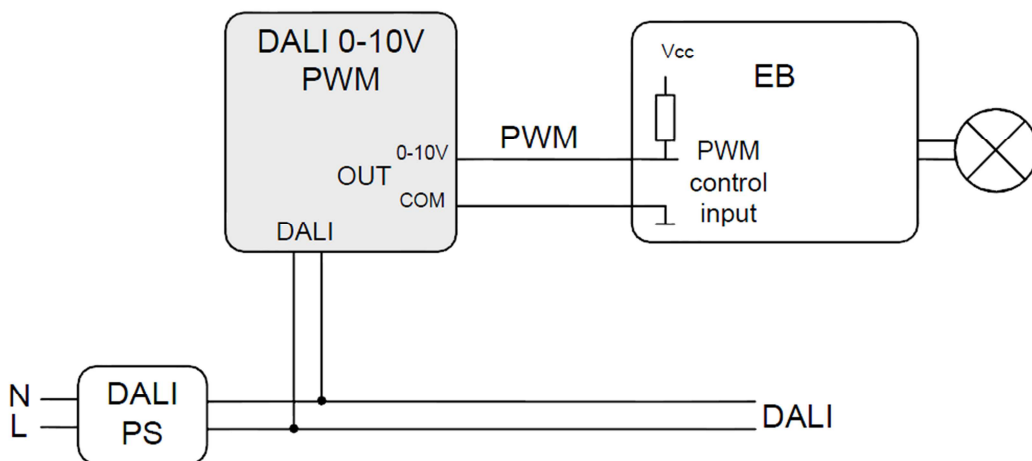 DALI 0-10V
PWM
0-10V
OUT
COM
DALI
PWM
Vcc
EB
PWM
control
input
N
L
DALI
PS
DALI